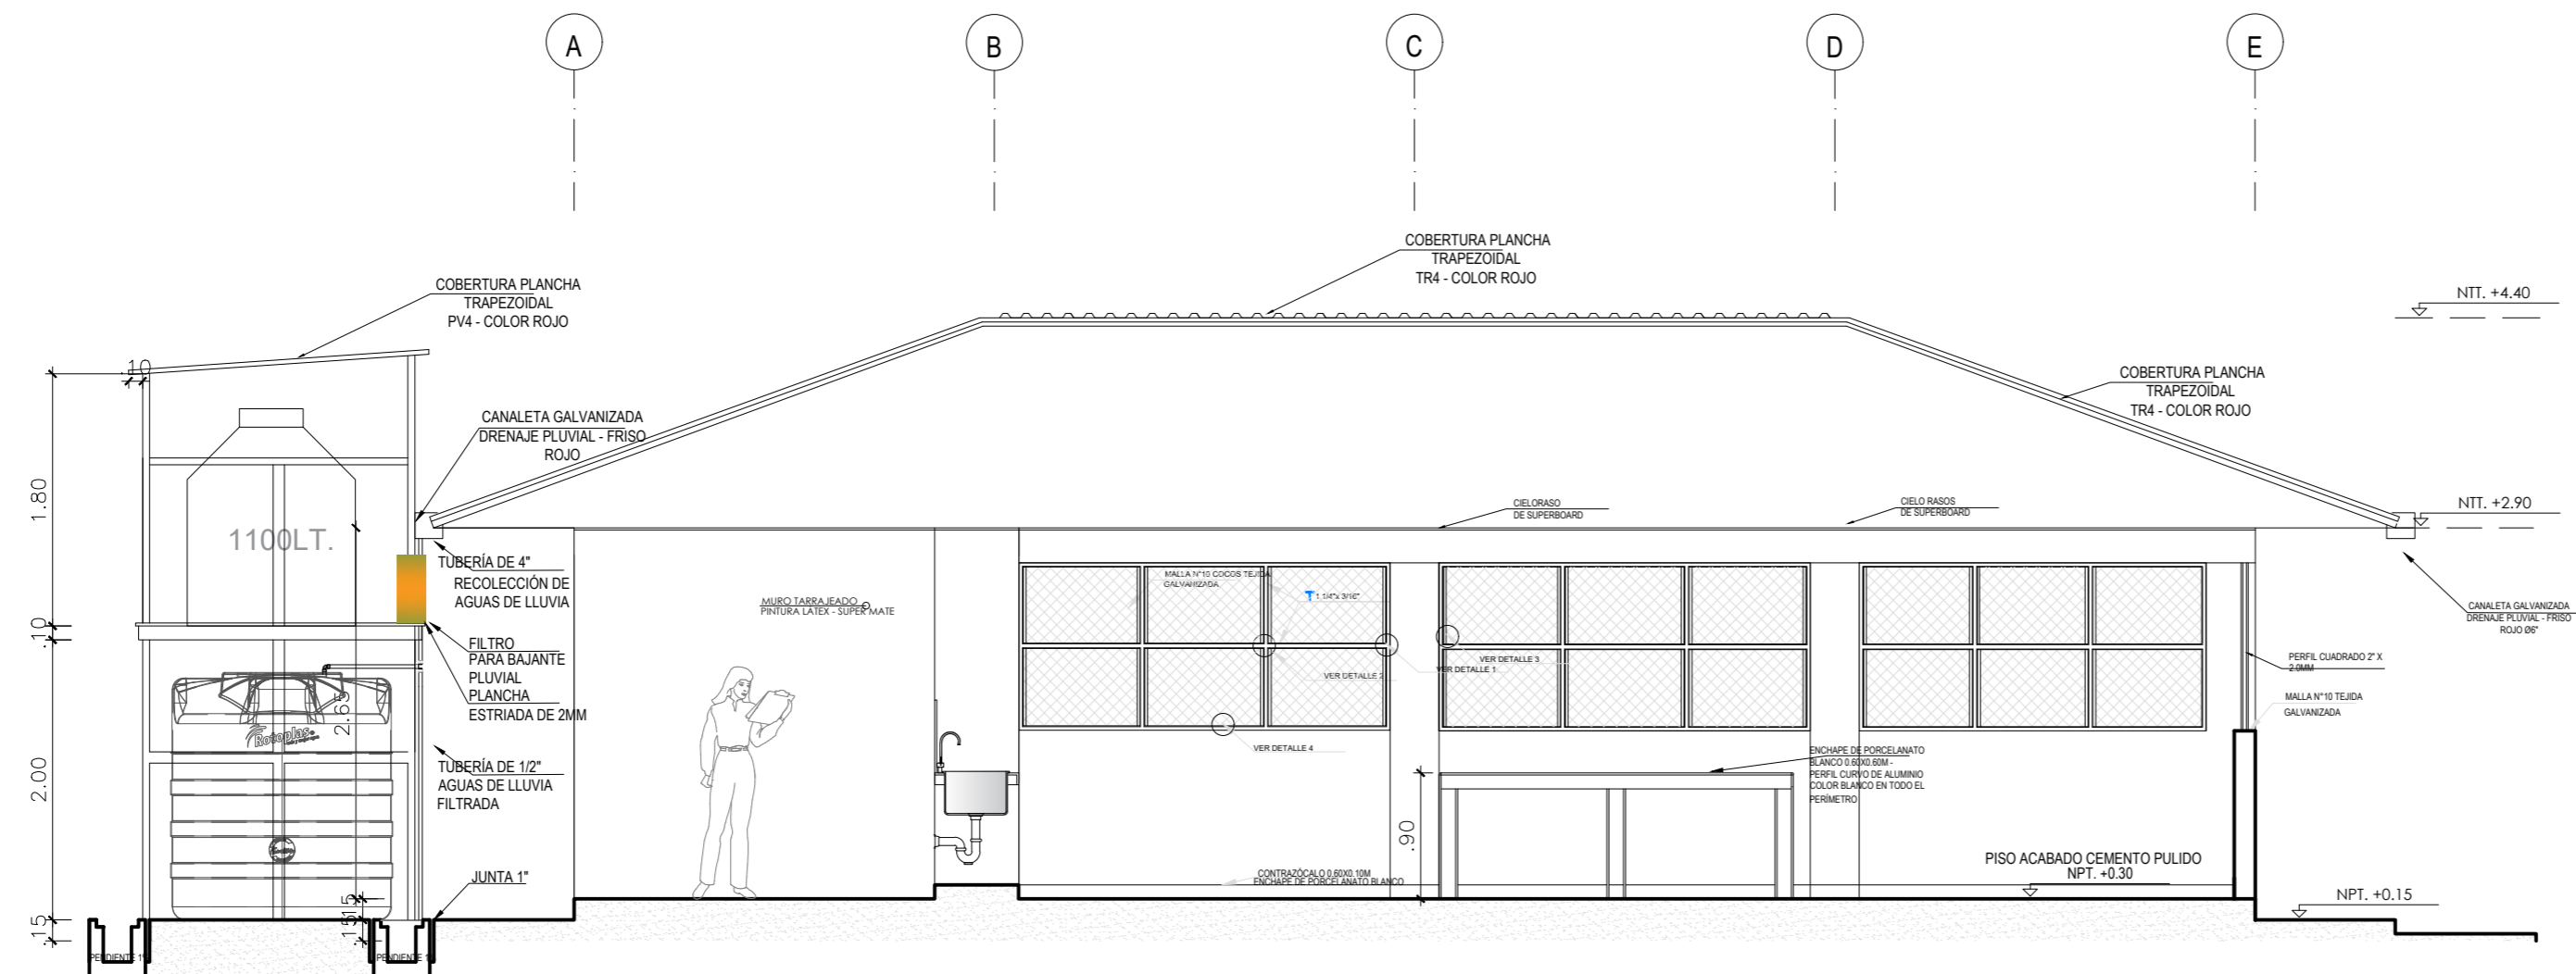 A
B
C
D
E
COBERTURA PLANCHA
TRAPEZOIDAL
TR4 - COLOR ROJO
COBERTURA PLANCHA
TRAPEZOIDAL
PV4 - COLOR ROJO
NTT. +4.40
.10
COBERTURA PLANCHA
TRAPEZOIDAL
TR4 - COLOR ROJO
CANALETA GALVANIZADA
DRENAJE PLUVIAL - FRISO
ROJO
1.80
1100LT.
CIELORASO
DE SUPERBOARD
CIELO RASOS
DE SUPERBOARD
NTT. +2.90
TUBERÍA DE 4"
RECOLECCIÓN DE
AGUAS DE LLUVIA
MURO TARRAJEADO
PINTURA LATEX - SUPER MATE
MALLA N°10 COCOS TEJIDA
GALVANIZADA
T 1.1/4"x 3/16"
CANALETA GALVANIZADA
DRENAJE PLUVIAL - FRISO
ROJO Ø6"
.10
FILTRO
PARA BAJANTE
PLUVIAL
PLANCHA
ESTRIADA DE 2MM
VER DETALLE 2
VER DETALLE 1
VER DETALLE 3
PERFIL CUADRADO 2" X
2.0MM
MALLA N°10 TEJIDA
GALVANIZADA
2.65
Rotoplas
VER DETALLE 4
2.00
TUBERÍA DE 1/2"
AGUAS DE LLUVIA
FILTRADA
ENCHAPE DE PORCELANATO
BLANCO 0.60X0.60M -
PERFIL CURVO DE ALUMINIO
COLOR BLANCO EN TODO EL
PERÍMETRO
.90
JUNTA 1"
CONTRAZÓCALO 0.60X0.10M
ENCHAPE DE PORCELANATO BLANCO
PISO ACABADO CEMENTO PULIDO
NPT. +0.30
NPT. +0.15
.15
.15
.15
PENDIENTE 1%
PENDIENTE 1